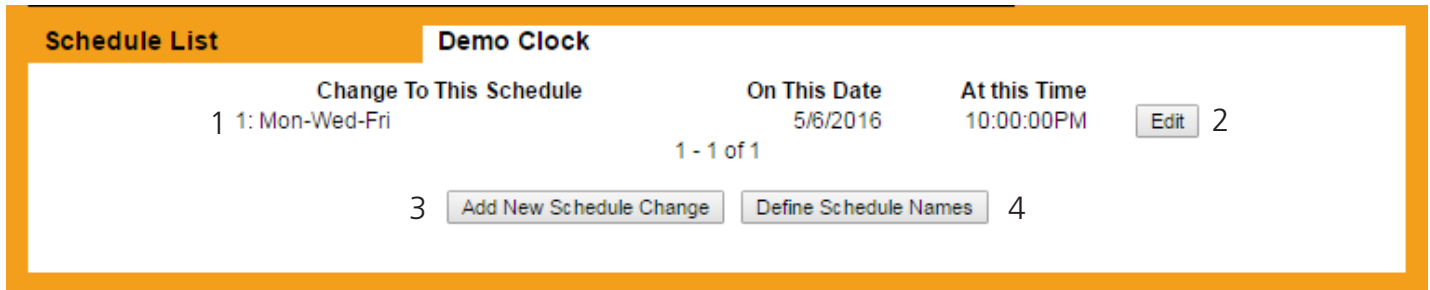 Schedule List Demo Clock
Change To This Schedule On This Date At this Time
1 1: Mon-Wed-Fri 5/6/2016 10:00:00PM Edit 2
1 - 1 of 1
3 Add New Schedule Change Define Schedule Names 4